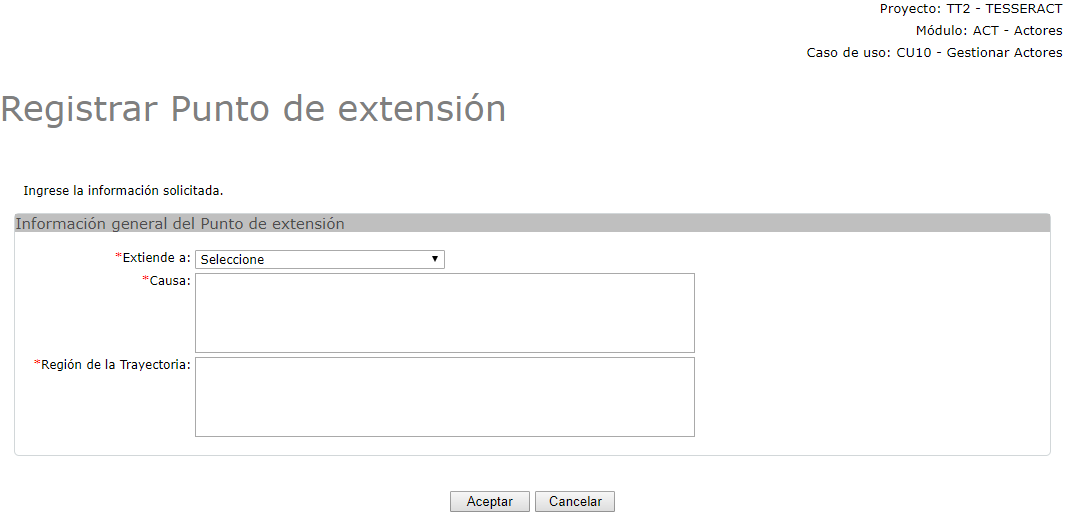 Proyecto: TT2 - TESSERACT
Módulo: ACT - Actores
Caso de uso: CU10 - Gestionar Actores
Registrar Punto de extensión
Ingrese la información solicitada.
Información general del Punto de extensión
*Extiende a: Seleccione
*Causa:
*Región de la Trayectoria:
Aceptar Cancelar